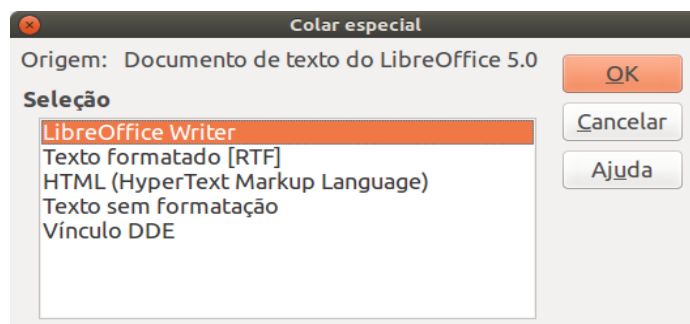 Colar especial
Origem: Documento de texto do LibreOffice 5.0
OK
Seleção
Cancelar
LibreOffice Writer
Texto formatado [RTF]
Ajuda
HTML (HyperText Markup Language)
Texto sem formatação
Vínculo DDE